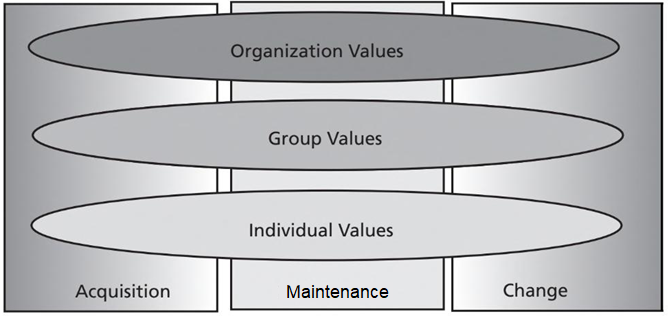 Organization Values
Group Values
Individual Values
Acquisition
Maintenance
Change